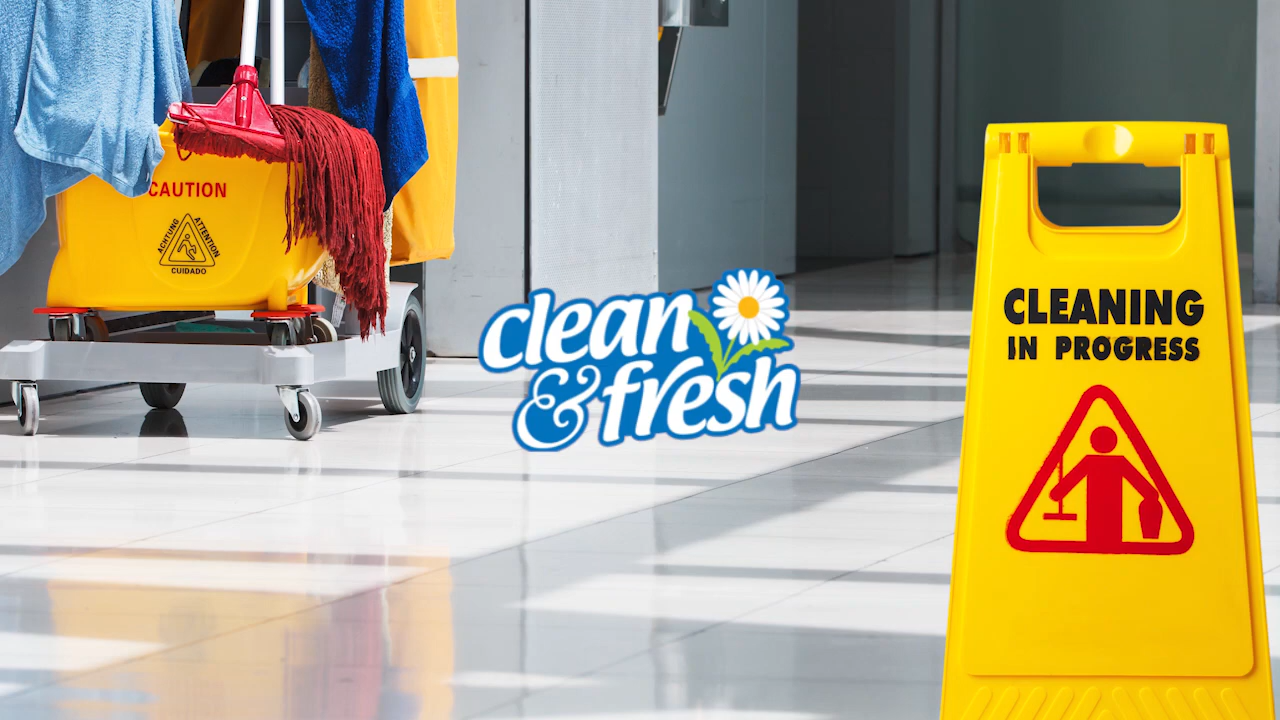 CAUTION
ACHTUNG
ATTENTION
CUIDADO
clean
& fresh
CLEANING
IN PROGRESS